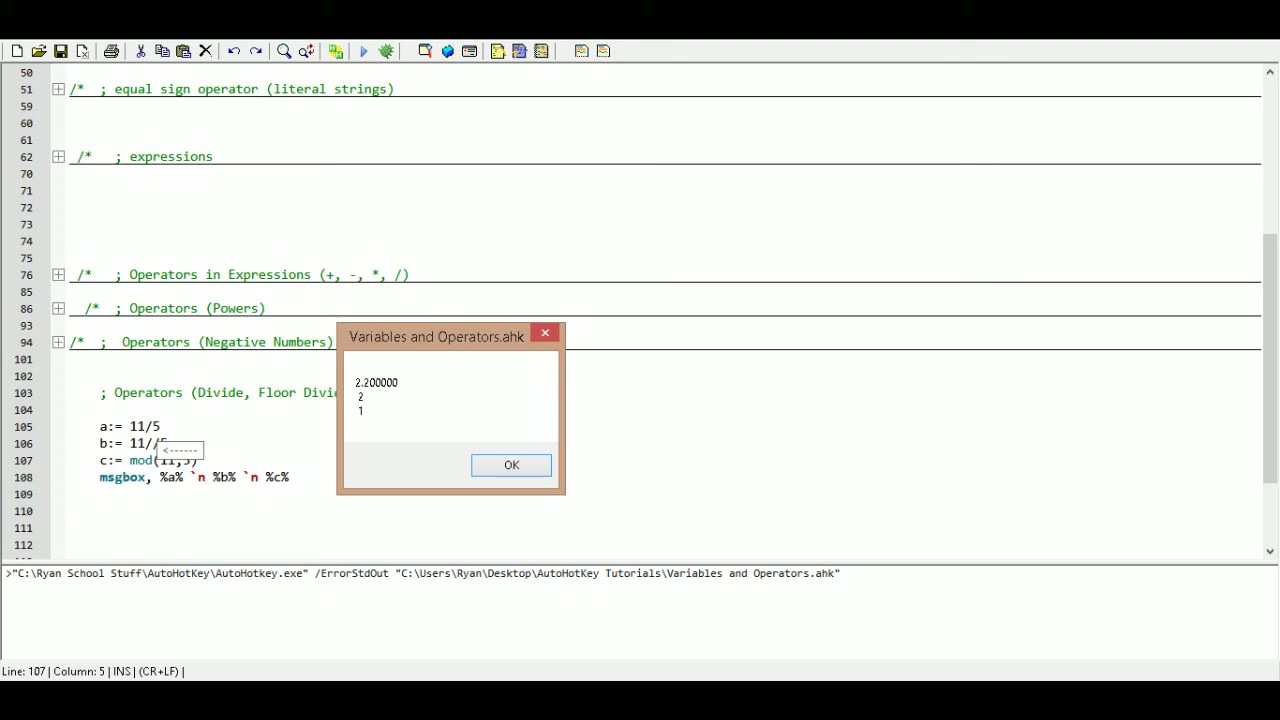 50
51 /* ; equal sign operator (literal strings)
59
60
61
62 /* ; expressions
70
71
72
73
74
75
76 /* ; Operators in Expressions (+, -, *, /)
85
86 /* ; Operators (Powers)
93
94 /* ; Operators (Negative Numbers)
101
102
103 ; Operators (Divide, Floor
104
105 a:= 11/5
106 b:= 11//5
107 c:= mod(11,5)
108 msgbox, %a% `n %b% `n %c%
109
110
111
112
<------
Variables and Operators.ahk
2.200000
2
1
OK
>"C:\Ryan School Stuff\AutoHotKey\AutoHotkey.exe" /ErrorStdOut "C:\Users\Ryan\Desktop\AutoHotKey Tutorials\Variables and Operators.ahk"
Line: 107 | Column: 5 | INS | (CR+LF) |